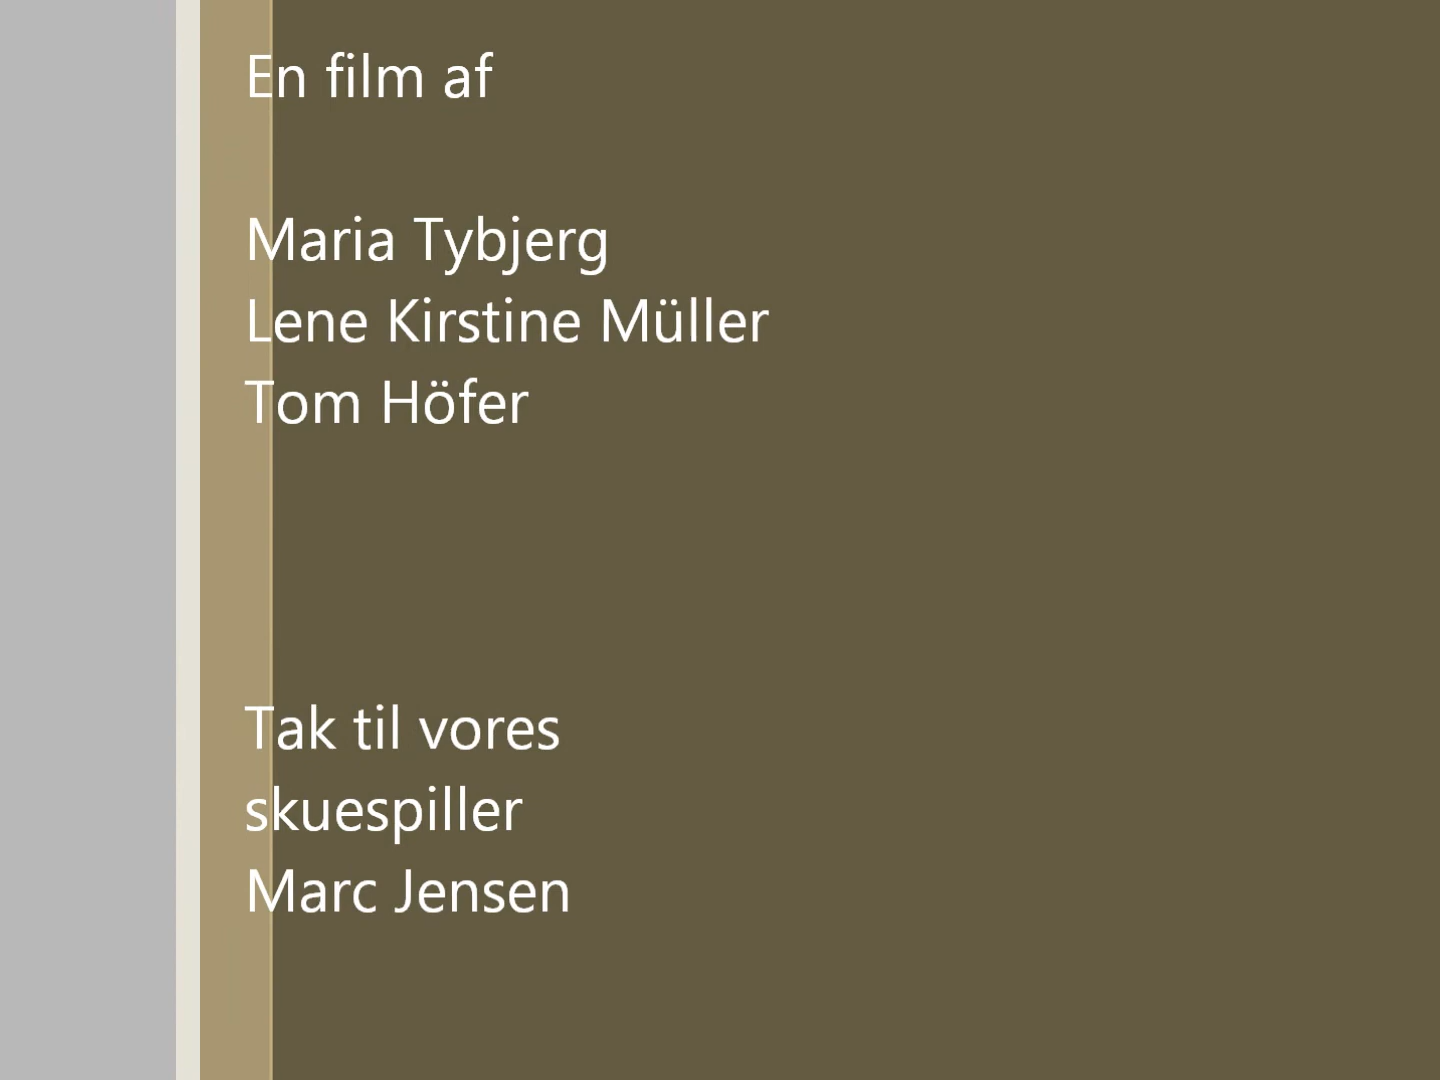 En film af
Maria Tybjerg
Lene Kirstine Müller
Tom Höfer
Tak til vores
skuespiller
Marc Jensen